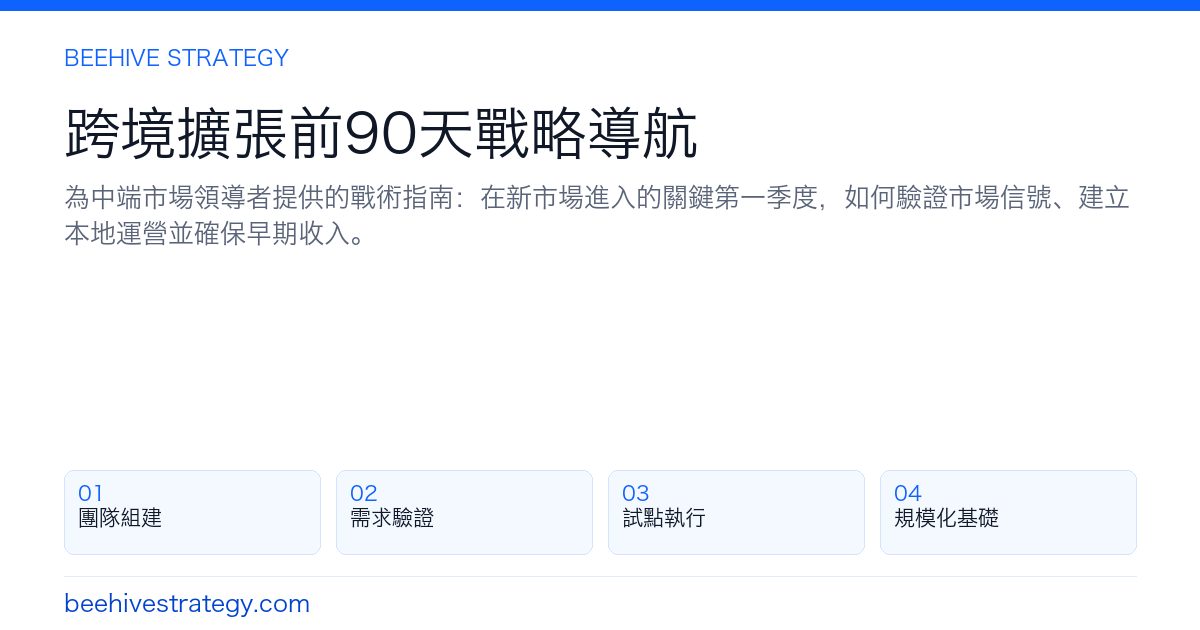 BEEHIVE STRATEGY
跨境擴張前90天戰略導航
為中端市場領導者提供的戰術指南：在新市場進入的關鍵第一季度，如何驗證市場信號、建立
本地運營並確保早期收入。
01
團隊組建
02
需求驗證
03
試點執行
04
規模化基礎
beehivestrategy.com